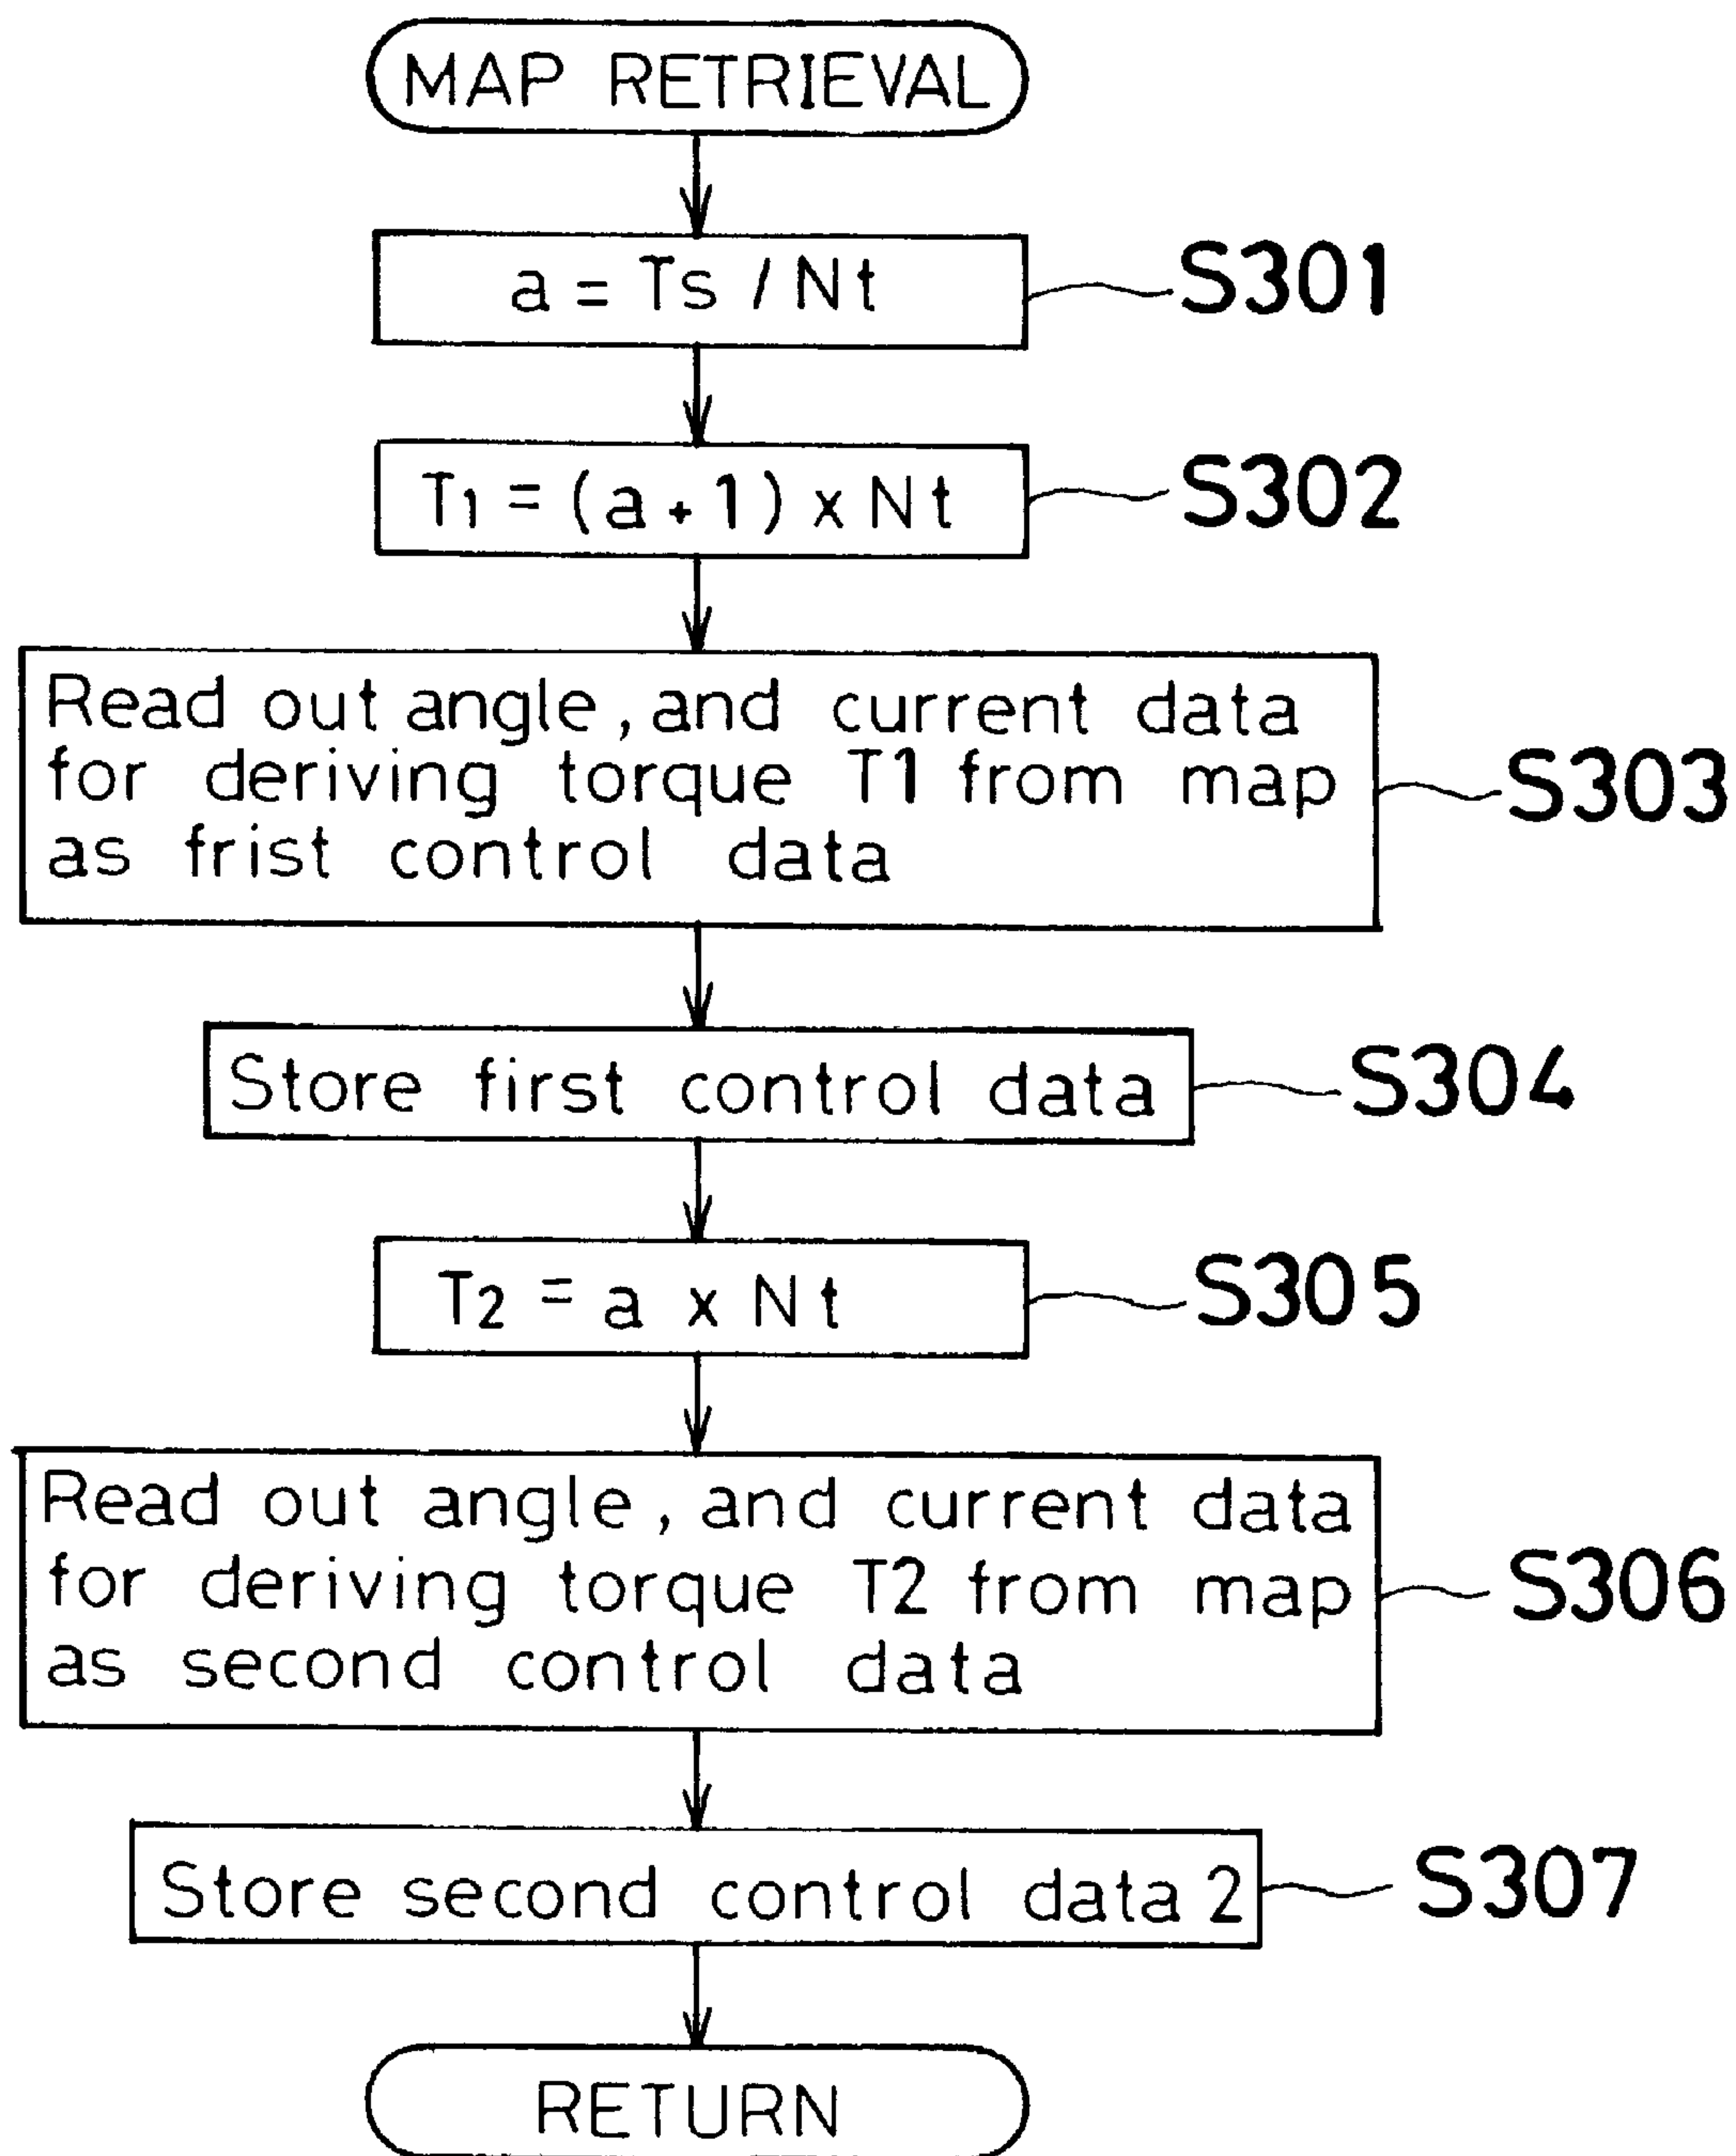 MAP RETRIEVAL
a = Ts / Nt
S301
T1 = (a + 1) x Nt
S302
Read out angle, and current data
for deriving torque T1 from map
as frist control data
S303
Store first control data
S304
T2 = a x Nt
S305
Read out angle, and current data
for deriving torque T2 from map
as second control data
S306
Store second control data 2
S307
RETURN